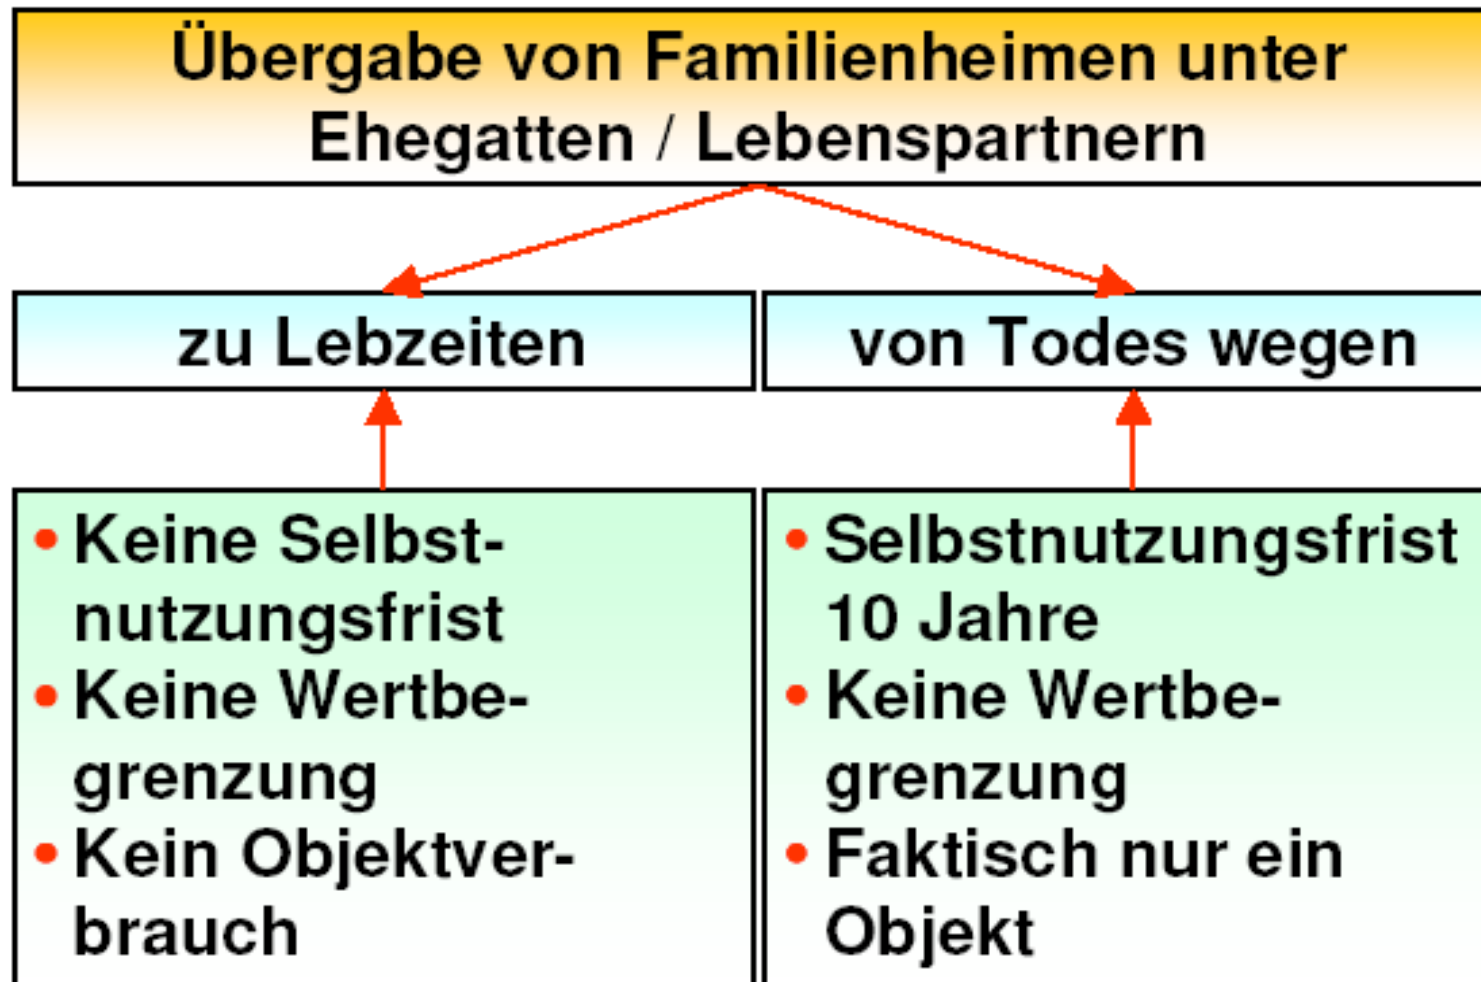 Übergabe von Familienheimen unter
Ehegatten / Lebenspartnern
zu Lebzeiten
von Todes wegen
• Keine Selbst-
nutzungsfrist
• Keine Wertbe-
grenzung
• Kein Objektver-
brauch
• Selbstnutzungsfrist
10 Jahre
• Keine Wertbe-
grenzung
• Faktisch nur ein
Objekt